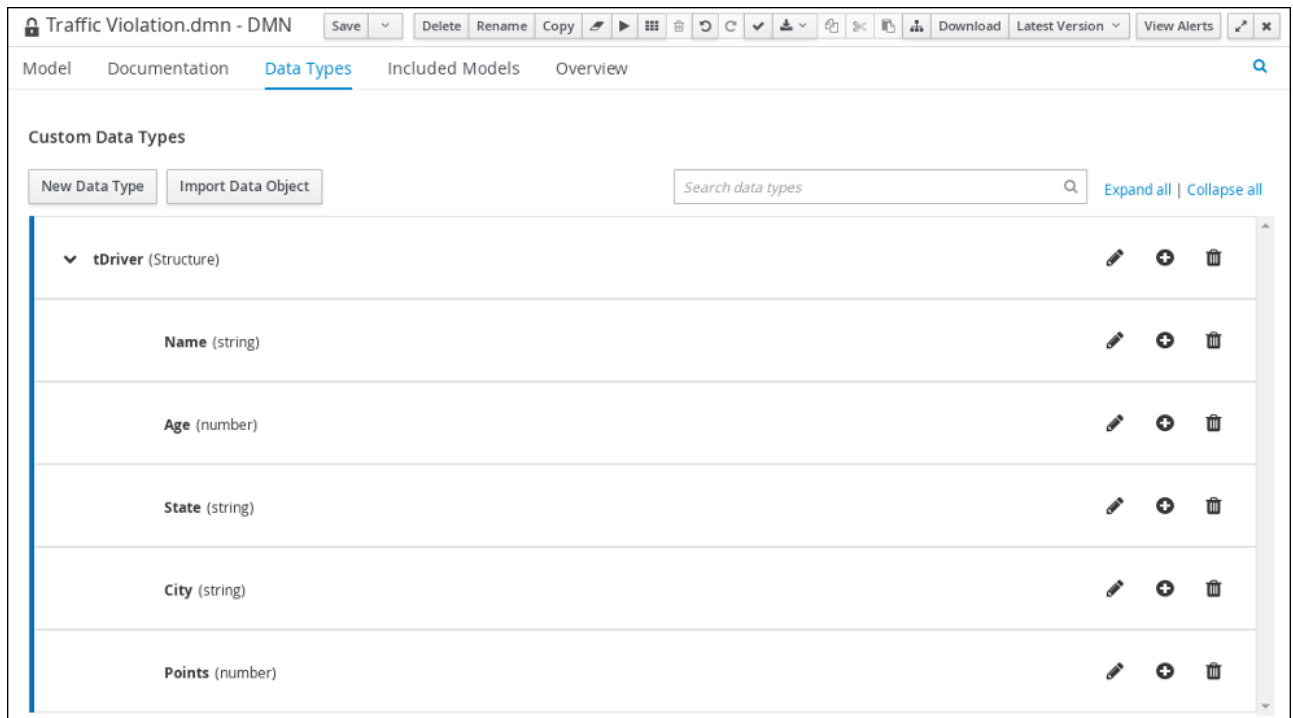 Traffic Violation.dmn - DMN Save Delete Rename Copy Download Latest Version View Alerts
Model Documentation Data Types Included Models Overview
Custom Data Types
New Data Type Import Data Object Search data types Expand all | Collapse all
tDriver (Structure)
Name (string)
Age (number)
State (string)
City (string)
Points (number)